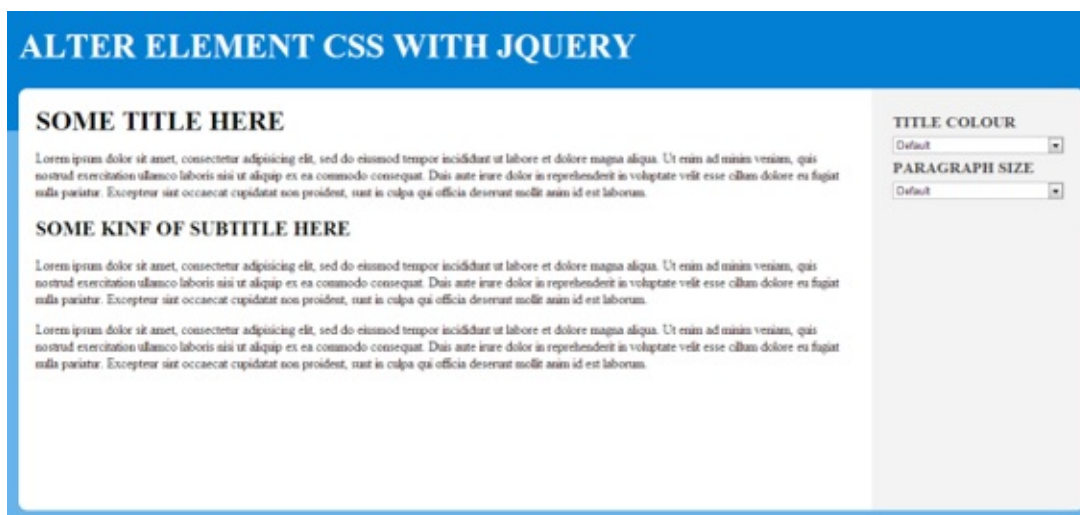 ALTER ELEMENT CSS WITH JQUERY
SOME TITLE HERE
Lorem ipsum dolor sit amet, consectetur adipisicing elit, sed do eiusmod tempor incididunt ut labore et dolore magna aliqua. Ut enim ad minim veniam, quis
nostrud exercitation ullamco laboris nisi ut aliquip ex ea commodo consequat. Duis aute irure dolor in reprehenderit in voluptate velit esse cillum dolore eu fugiat
nulla pariatur. Excepteur sint occaecat cupidatat non proident, sunt in culpa qui officia deserunt mollit anim id est laborum.
SOME KINF OF SUBTITLE HERE
Lorem ipsum dolor sit amet, consectetur adipisicing elit, sed do eiusmod tempor incididunt ut labore et dolore magna aliqua. Ut enim ad minim veniam, quis
nostrud exercitation ullamco laboris nisi ut aliquip ex ea commodo consequat. Duis aute irure dolor in reprehenderit in voluptate velit esse cillum dolore eu fugiat
nulla pariatur. Excepteur sint occaecat cupidatat non proident, sunt in culpa qui officia deserunt mollit anim id est laborum.
Lorem ipsum dolor sit amet, consectetur adipisicing elit, sed do eiusmod tempor incididunt ut labore et dolore magna aliqua. Ut enim ad minim veniam, quis
nostrud exercitation ullamco laboris nisi ut aliquip ex ea commodo consequat. Duis aute irure dolor in reprehenderit in voluptate velit esse cillum dolore eu fugiat
nulla pariatur. Excepteur sint occaecat cupidatat non proident, sunt in culpa qui officia deserunt mollit anim id est laborum.
TITLE COLOUR
Default
PARAGRAPH SIZE
Default